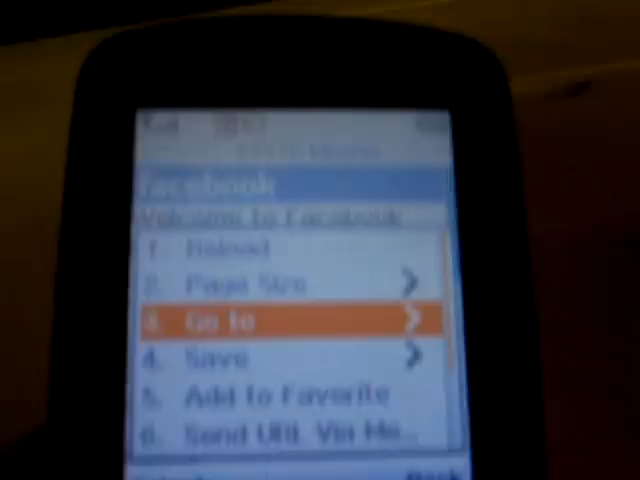 facebook
Welcome to Facebook
1. Reload
2. Page Size
3. Go to
4. Save
5. Add to Favorite
6. Send URL Via Me...
Back